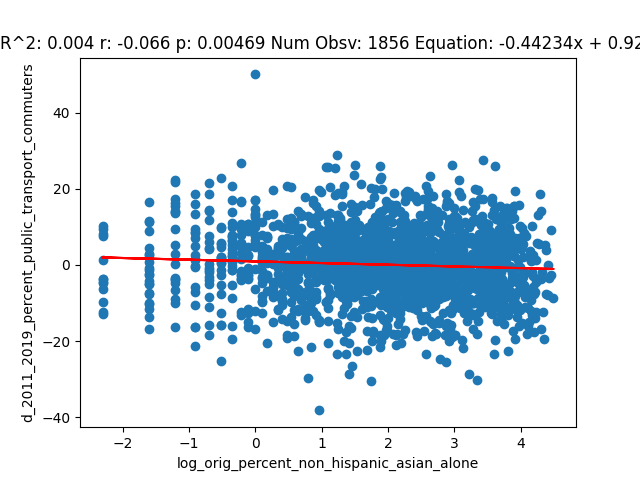 R^2: 0.004 r: -0.066 p: 0.00469 Num Obsv: 1856 Equation: -0.44234x + 0.92
d_2011_2019_percent_public_transport_commuters
40
20
0
−20
−40
−2 −1 0 1 2 3 4
log_orig_percent_non_hispanic_asian_alone